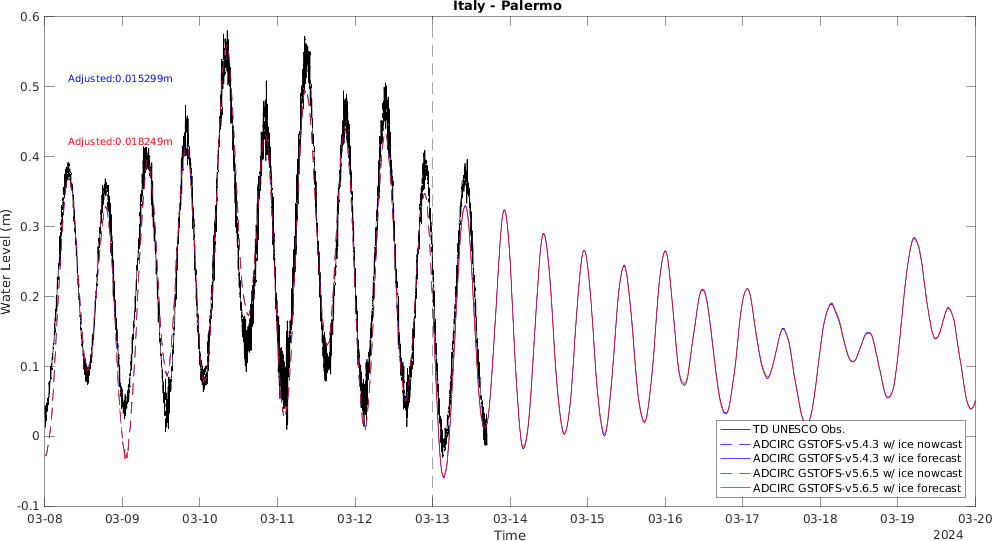 Italy - Palermo
0.6
0.5
0.4
0.3
0.2
0.1
0
-0.1
Water Level (m)
Adjusted:0.015299m
Adjusted:0.018249m
TD UNESCO Obs.
ADCIRC GSTOFS-v5.4.3 w/ ice nowcast
ADCIRC GSTOFS-v5.4.3 w/ ice forecast
ADCIRC GSTOFS-v5.6.5 w/ ice nowcast
ADCIRC GSTOFS-v5.6.5 w/ ice forecast
03-08 03-09 03-10 03-11 03-12 03-13 03-14 03-15 03-16 03-17 03-18 03-19 03-20
Time
2024